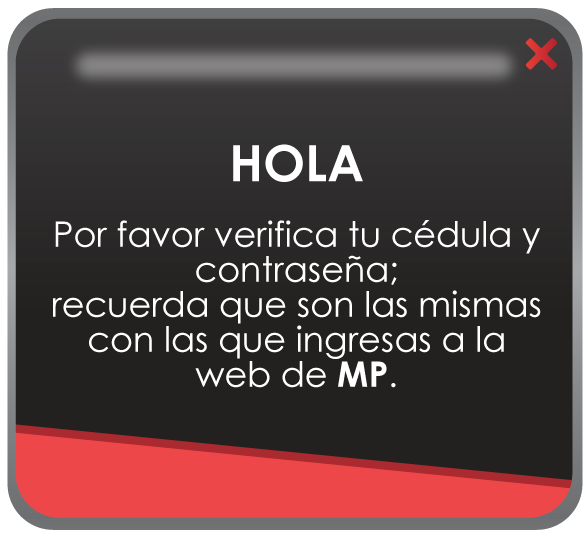 HOLA
Por favor verifica tu cédula y
contraseña;
recuerda que son las mismas
con las que ingresas a la
web de MP.